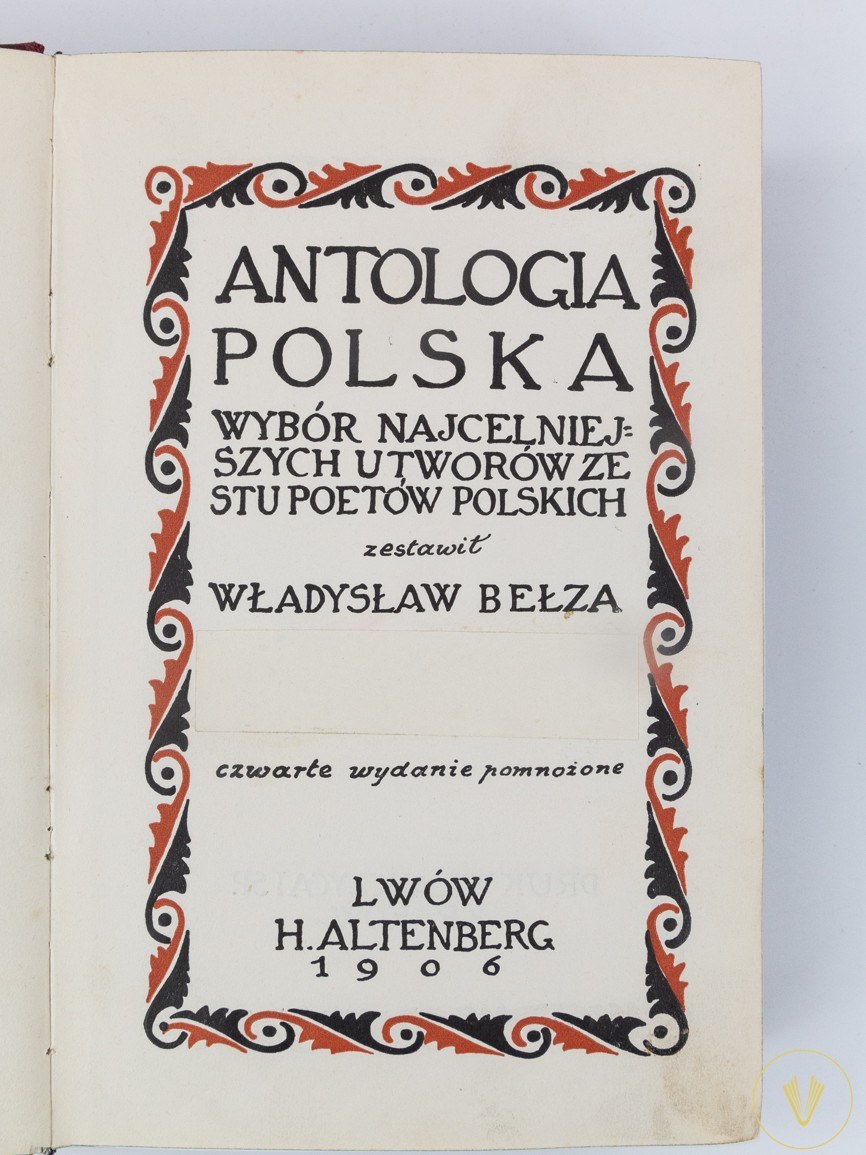 ANTOLOGIA
POLSKA
WYBÓR NAJCELNIEJ=
SZYCH UTWORÓW ZE
STU POETÓW POLSKICH
zestawił
WŁADYSŁAW BEŁZA
czwarte wydanie pomnożone
LWÓW
H. ALTENBERG
1906